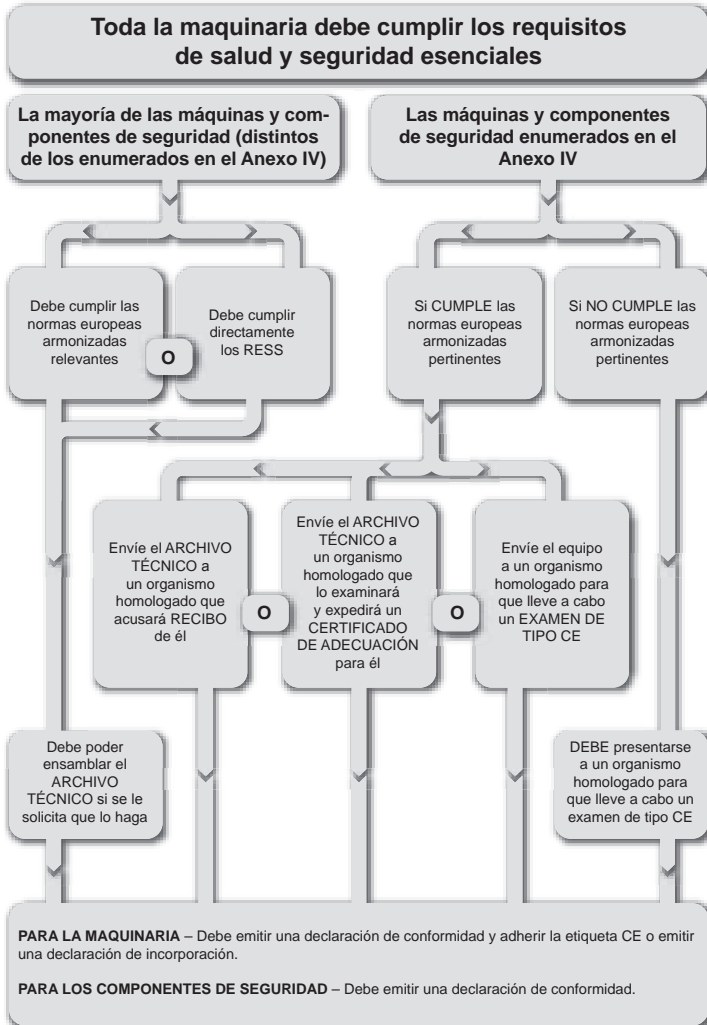 Toda la maquinaria debe cumplir los requisitos
de salud y seguridad esenciales
La mayoría de las máquinas y com-
ponentes de seguridad (distintos
de los enumerados en el Anexo IV)
Las máquinas y componentes
de seguridad enumerados en el
Anexo IV
Debe cumplir las
normas europeas
armonizadas
relevantes
O
Debe cumplir
directamente
los RESS
Si CUMPLE las
normas europeas
armonizadas
pertinentes
Si NO CUMPLE las
normas europeas
armonizadas
pertinentes
Envíe el ARCHIVO
TÉCNICO a
un organismo
homologado que
acusará RECIBO
de él
O
Envíe el ARCHIVO
TÉCNICO a
un organismo
homologado que
lo examinará
y expedirá un
CERTIFICADO
DE ADECUACIÓN
para él
O
Envíe el equipo
a un organismo
homologado para
que lleve a cabo
un EXAMEN DE
TIPO CE
Debe poder
ensamblar el
ARCHIVO
TÉCNICO si se le
solicita que lo haga
DEBE presentarse
a un organismo
homologado para
que lleve a cabo un
examen de tipo CE
PARA LA MAQUINARIA – Debe emitir una declaración de conformidad y adherir la etiqueta CE o emitir
una declaración de incorporación.
PARA LOS COMPONENTES DE SEGURIDAD – Debe emitir una declaración de conformidad.